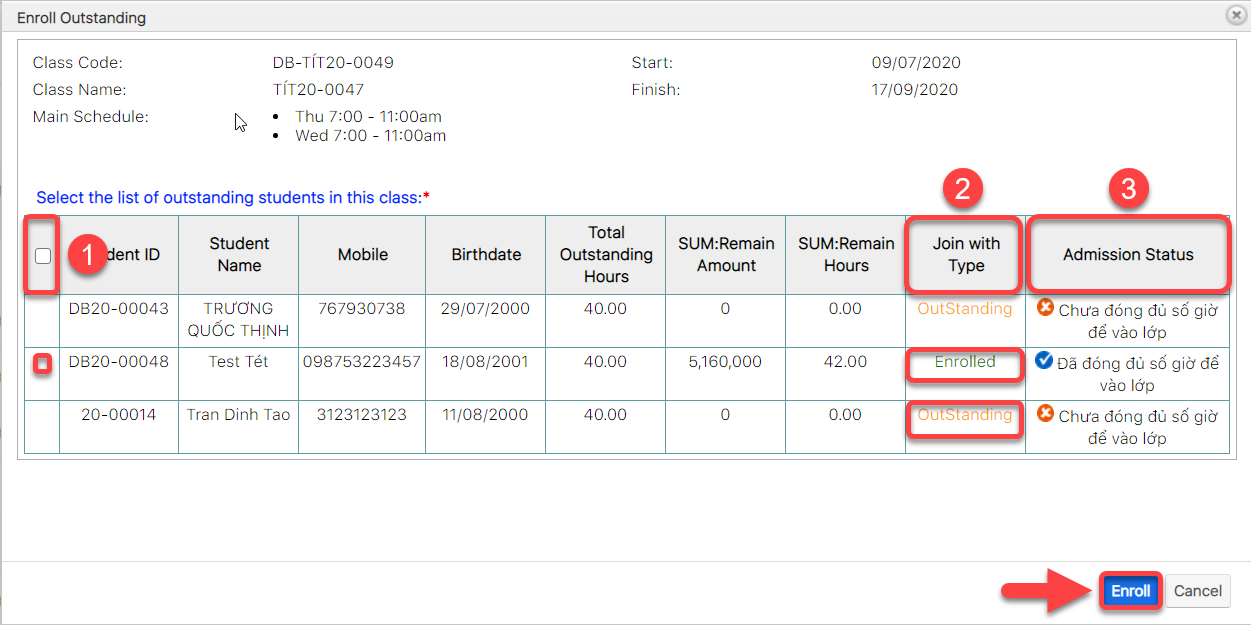 Enroll Outstanding
Class Code: DB-TÍT20-0049 Start: 09/07/2020
Class Name: TÍT20-0047 Finish: 17/09/2020
Main Schedule: • Thu 7:00 - 11:00am
• Wed 7:00 - 11:00am
Select the list of outstanding students in this class:*
1
2
3
dent ID
Student
Name
Mobile
Birthdate
Total
Outstanding
Hours
SUM:Remain
Amount
SUM:Remain
Hours
Join with
Type
Admission Status
DB20-00043
TRƯƠNG
QUỐC THỊNH
767930738
29/07/2000
40.00
0
0.00
OutStanding
Chưa đóng đủ số giờ
để vào lớp
DB20-00048
Test Tét
098753223457
18/08/2001
40.00
5,160,000
42.00
Enrolled
Đã đóng đủ số giờ để
vào lớp
20-00014
Tran Dinh Tao
3123123123
11/08/2000
40.00
0
0.00
OutStanding
Chưa đóng đủ số giờ
để vào lớp
Enroll
Cancel